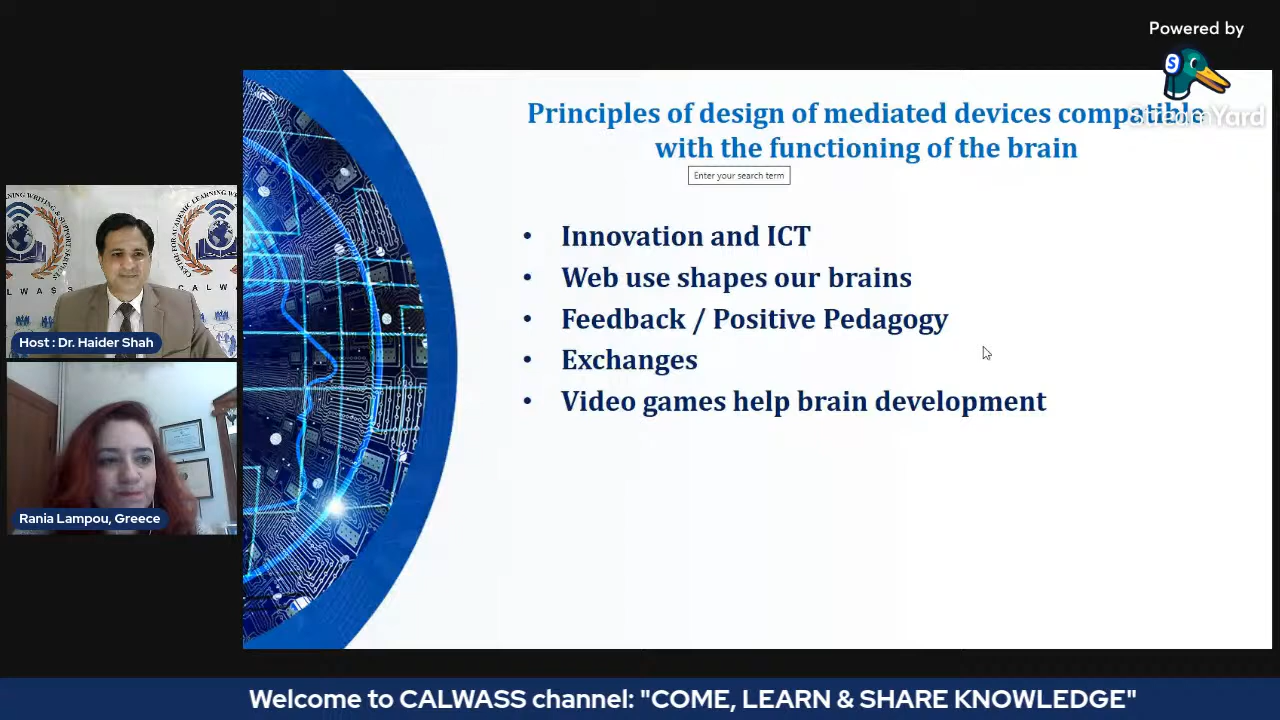 Powered by
S
StreamYard
Principles of design of mediated devices compatible
with the functioning of the brain
Enter your search term
• Innovation and ICT
• Web use shapes our brains
• Feedback / Positive Pedagogy
• Exchanges
• Video games help brain development
CALWASS
Host : Dr. Haider Shah
Rania Lampou, Greece
Welcome to CALWASS channel: "COME, LEARN & SHARE KNOWLEDGE"